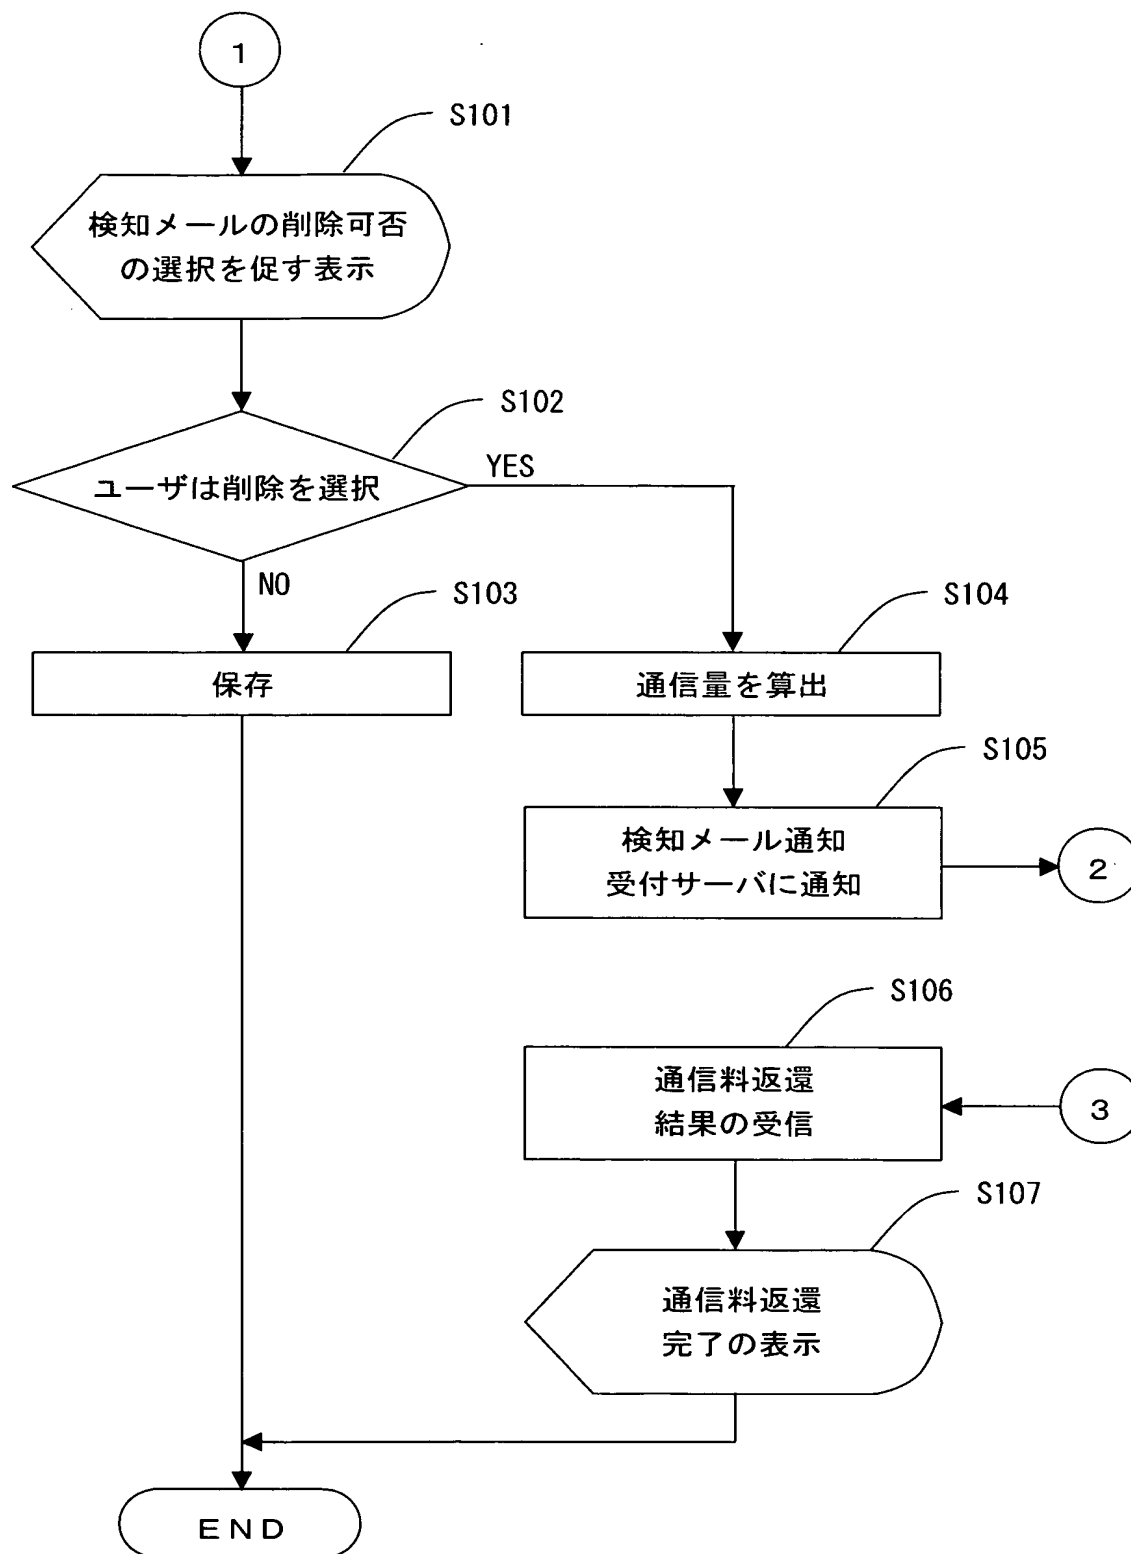 1
S101
検知メールの削除可否
の選択を促す表示
S102
ユーザは削除を選択
YES
NO
S103
保存
S104
通信量を算出
S105
検知メール通知
受付サーバに通知
2
S106
通信料返還
結果の受信
3
S107
通信料返還
完了の表示
END